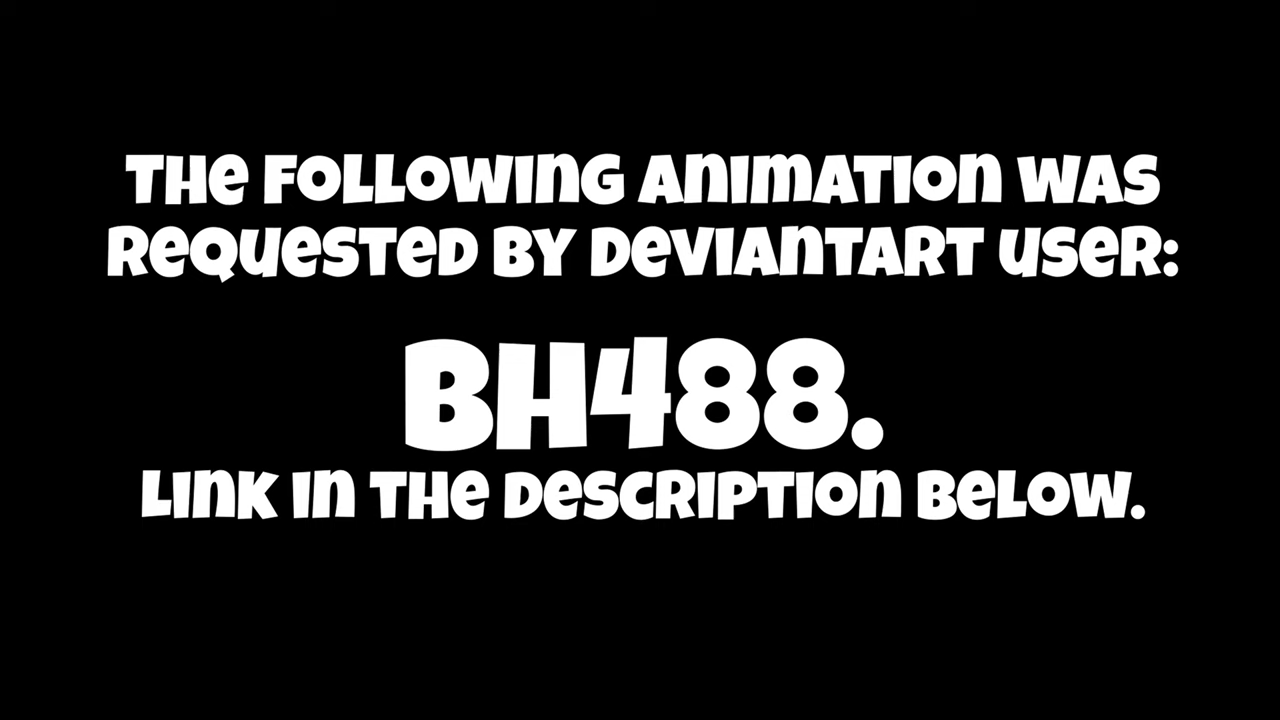 THE FOLLOWING ANIMATION WAS
REQUESTED BY DEVIANTART USER:
BH488.
LINK IN THE DESCRIPTION BELOW.